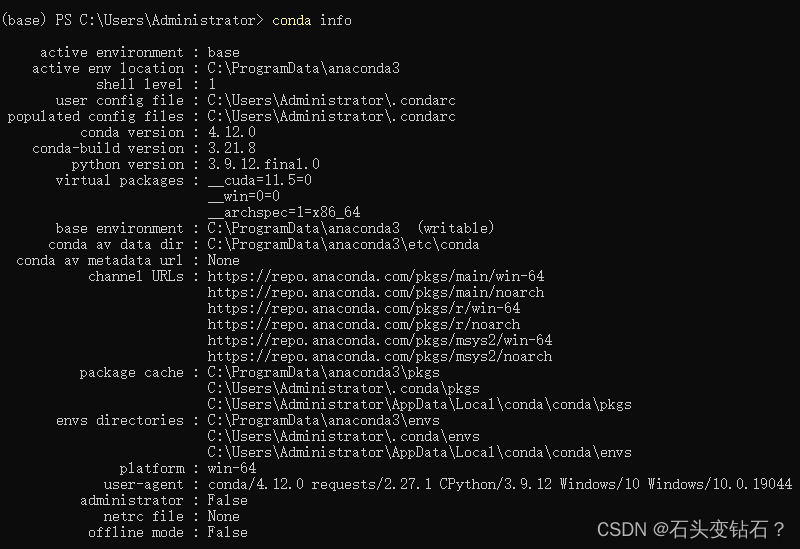 (base) PS C:\Users\Administrator> conda info
active environment : base
active env location : C:\ProgramData\anaconda3
shell level : 1
user config file : C:\Users\Administrator\.condarc
populated config files : C:\Users\Administrator\.condarc
conda version : 4.12.0
conda-build version : 3.21.8
python version : 3.9.12.final.0
virtual packages : __cuda=11.5=0
__win=0=0
__archspec=1=x86_64
base environment : C:\ProgramData\anaconda3  (writable)
conda av data dir : C:\ProgramData\anaconda3\etc\conda
conda av metadata url : None
channel URLs : https://repo.anaconda.com/pkgs/main/win-64
https://repo.anaconda.com/pkgs/main/noarch
https://repo.anaconda.com/pkgs/r/win-64
https://repo.anaconda.com/pkgs/r/noarch
https://repo.anaconda.com/pkgs/msys2/win-64
https://repo.anaconda.com/pkgs/msys2/noarch
package cache : C:\ProgramData\anaconda3\pkgs
C:\Users\Administrator\.conda\pkgs
C:\Users\Administrator\AppData\Local\conda\conda\pkgs
envs directories : C:\ProgramData\anaconda3\envs
C:\Users\Administrator\.conda\envs
C:\Users\Administrator\AppData\Local\conda\conda\envs
platform : win-64
user-agent : conda/4.12.0 requests/2.27.1 CPython/3.9.12 Windows/10 Windows/10.0.19044
administrator : False
netrc file : None
offline mode : False
CSDN @石头变钻石？